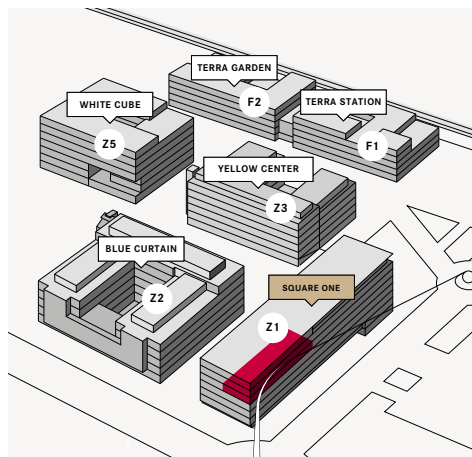 TERRA GARDEN
F2
WHITE CUBE
Z5
TERRA STATION
F1
YELLOW CENTER
Z3
BLUE CURTAIN
Z2
SQUARE ONE
Z1